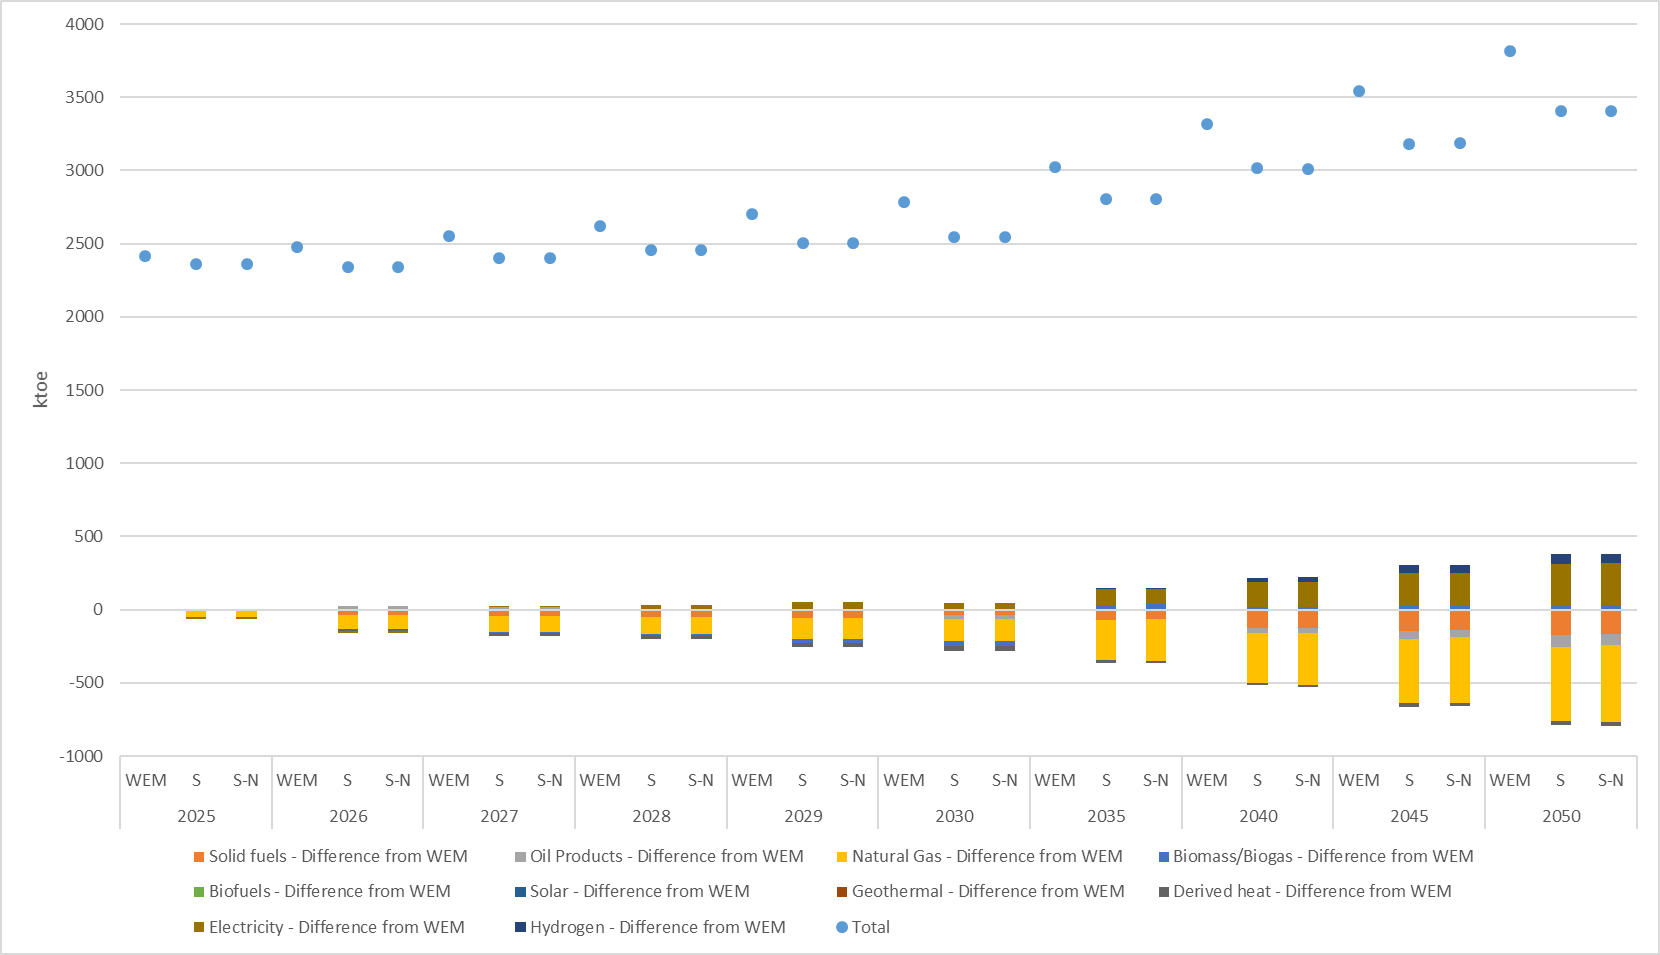 4000
3500
3000
2500
2000
1500
1000
500
0
-500
-1000
ktoe
WEM S S-N WEM S S-N WEM S S-N WEM S S-N WEM S S-N WEM S S-N WEM S S-N WEM S S-N WEM S S-N WEM S S-N
2025 2026 2027 2028 2029 2030 2035 2040 2045 2050
Solid fuels - Difference from WEM Oil Products - Difference from WEM Natural Gas - Difference from WEM Biomass/Biogas - Difference from WEM
Biofuels - Difference from WEM Solar - Difference from WEM Geothermal - Difference from WEM Derived heat - Difference from WEM
Electricity - Difference from WEM Hydrogen - Difference from WEM Total